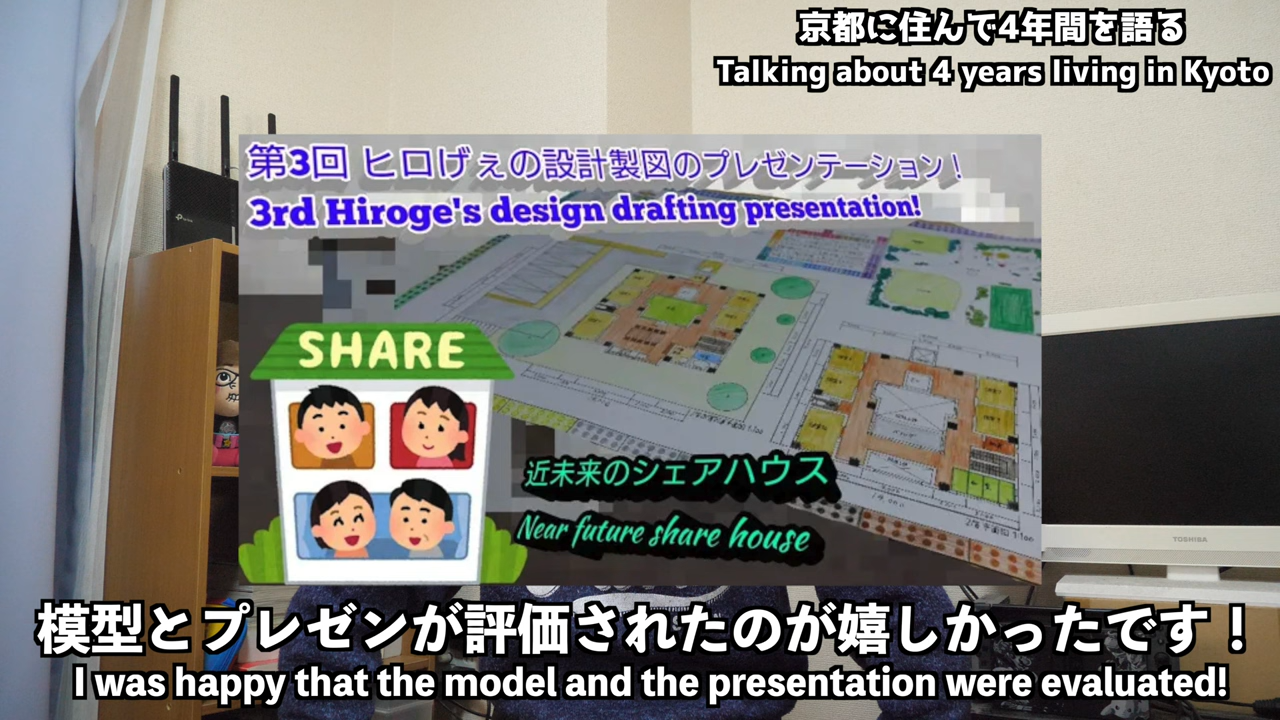 京都に住んで4年間を語る
Talking about 4 years living in Kyoto
第3回 ヒロげぇの設計製図のプレゼンテーション！
3rd Hiroge's design drafting presentation!
SHARE
近未来のシェアハウス
Near future share house
TOSHIBA
模型とプレゼンが評価されたのが嬉しかったです！
I was happy that the model and the presentation were evaluated!